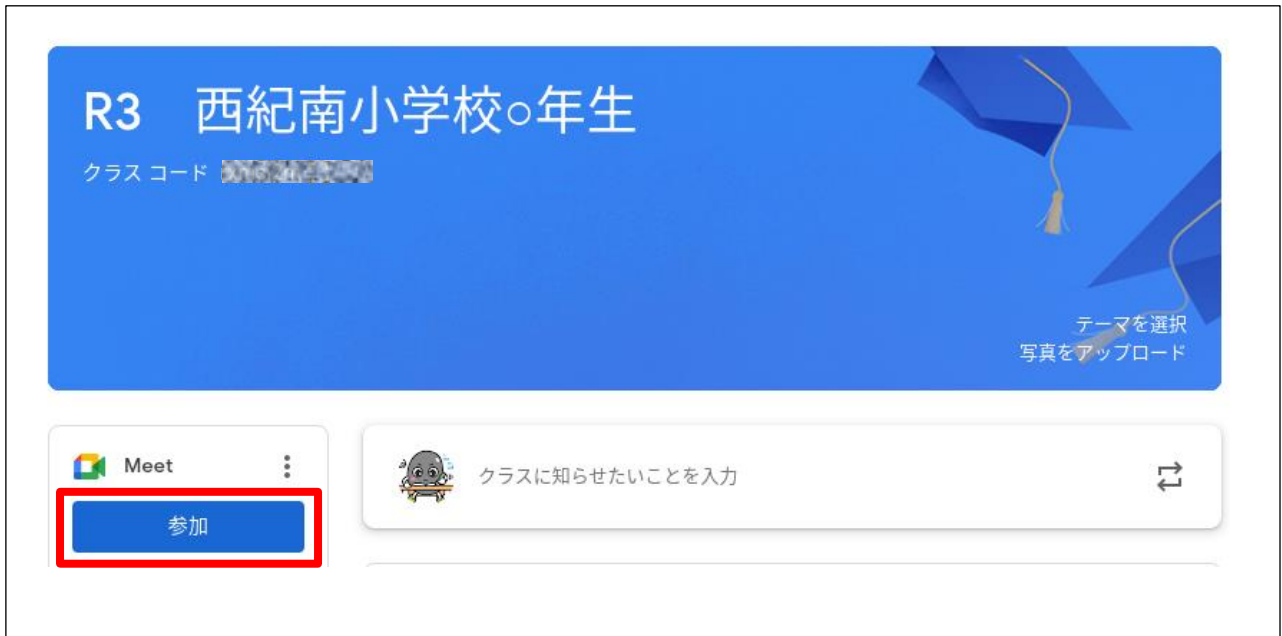 R3　西紀南小学校○年生
クラス コード
テーマを選択
写真をアップロード
Meet
クラスに知らせたいことを入力
参加